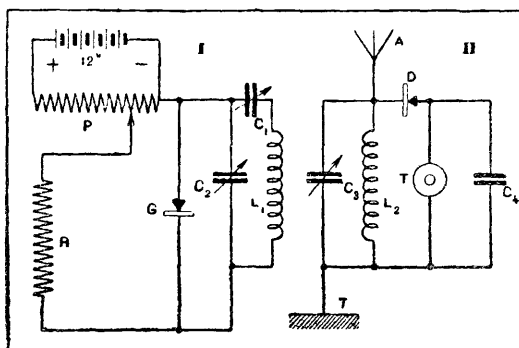 I
II
+
12ᵛ
−
P
R
G
C₂
C₁
L₁
A
D
C₃
L₂
T
C₄
T